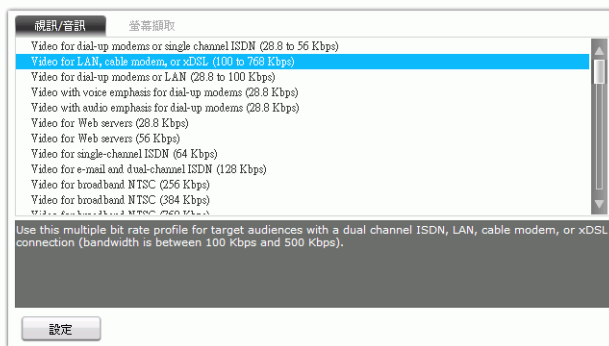 視訊/音訊
螢幕擷取
Video for dial-up modems or single channel ISDN (28.8 to 56 Kbps)
Video for LAN, cable modem, or xDSL (100 to 768 Kbps)
Video for dial-up modems or LAN (28.8 to 100 Kbps)
Video with voice emphasis for dial-up modems (28.8 Kbps)
Video with audio emphasis for dial-up modems (28.8 Kbps)
Video for Web servers (28.8 Kbps)
Video for Web servers (56 Kbps)
Video for single-channel ISDN (64 Kbps)
Video for e-mail and dual-channel ISDN (128 Kbps)
Video for broadband NTSC (256 Kbps)
Video for broadband NTSC (384 Kbps)
Video for broadband NTSC (768 Kbps)
Use this multiple bit rate profile for target audiences with a dual channel ISDN, LAN, cable modem, or xDSL
connection (bandwidth is between 100 Kbps and 500 Kbps).
設定